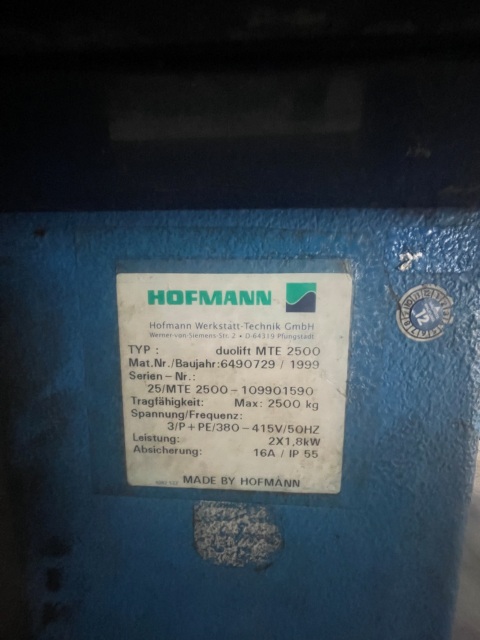 HOFMANN
Hofmann Werkstatt-Technik GmbH
Werner-von-Siemens-Str. 2 • D-64319 Pfungstadt
TYP : duolift MTE 2500
Mat.Nr./Baujahr:6490729 / 1999
Serien-Nr.:
25/MTE 2500-109901590
Tragfähigkeit: Max: 2500 kg
Spannung/Frequenz:
3/P+PE/380-415V/50HZ
Leistung: 2X1,8kW
Absicherung: 16A / IP 55
MADE BY HOFMANN